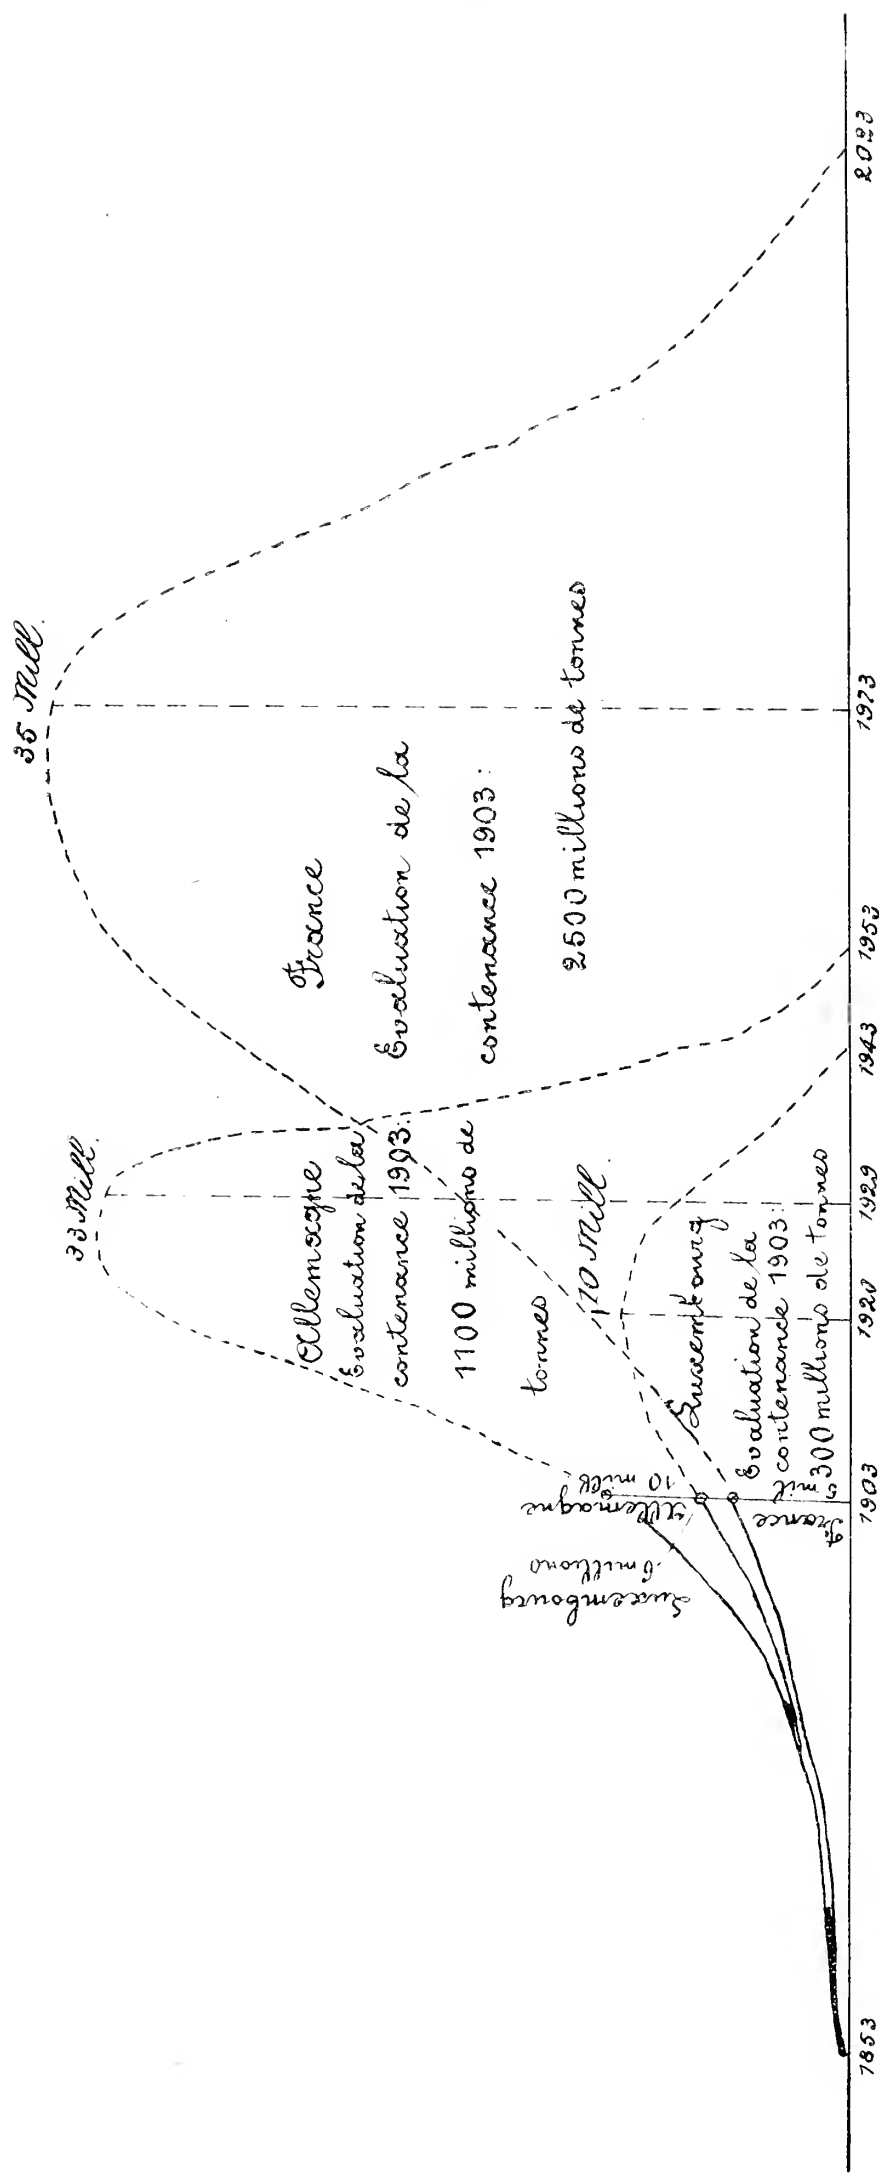 33 Mill.
35 Mill.
Allemagne
Evaluation de la
contenance 1903:
1100 millions de
tonnes
France
Evaluation de la
contenance 1903:
2500 millions de tonnes
10 Mill.
Luxembourg
Evaluation de la
contenance 1903:
300 millions de tonnes
Luxembourg
6 millions
Allemagne
10 mill
France
5 mil
1853
1903
1920
1929
1943
1953
1973
2023